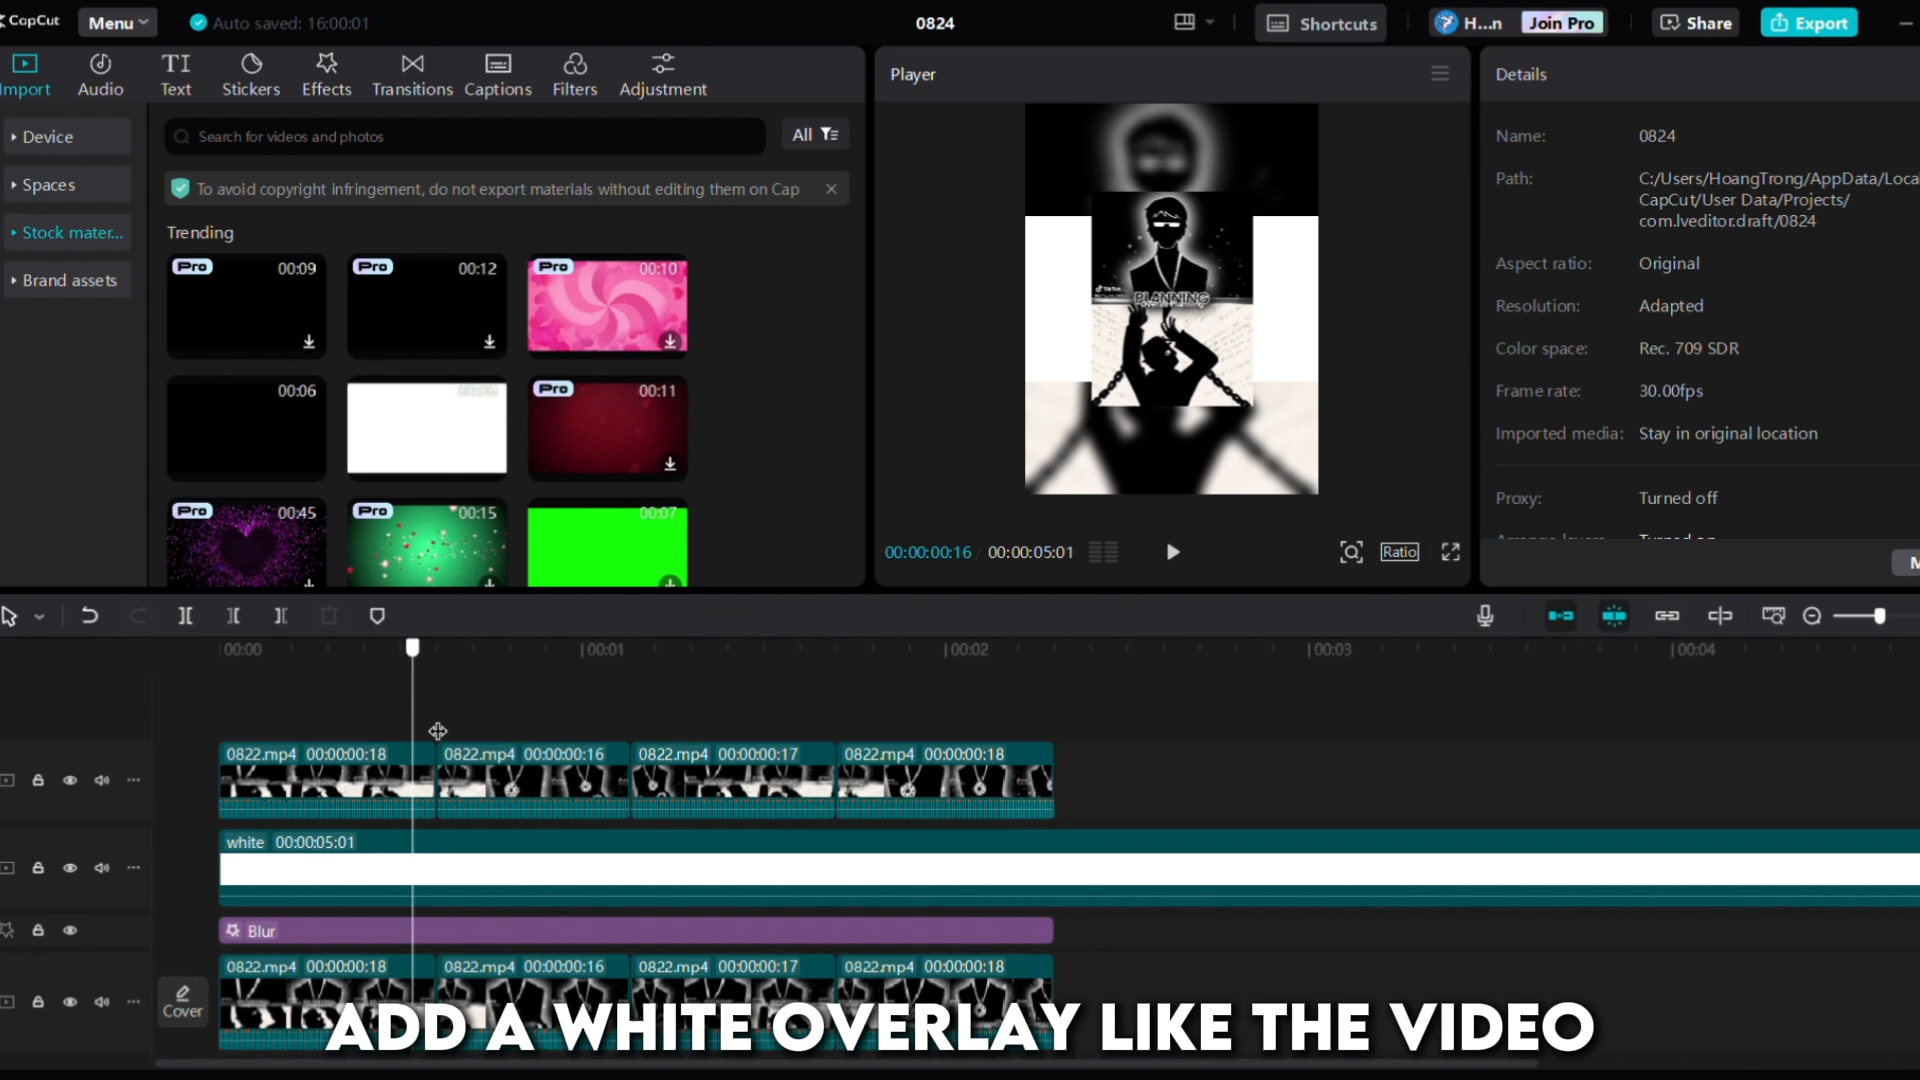 CapCut
Menu
Auto saved: 16:00:01
0824
Shortcuts
H...n
Join Pro
Share
Export
Import
Audio
TI
Text
Stickers
Effects
Transitions
Captions
Filters
Adjustment
Player
Details
Device
Spaces
Stock mater...
Brand assets
Search for videos and photos
All
To avoid copyright infringement, do not export materials without editing them on Cap
Trending
Pro 00:09
Pro 00:12
Pro 00:10
00:06
Pro 00:11
Pro 00:45
Pro 00:15
00:07
TikTok
PLANNING
00:00:00:16
00:00:05:01
Ratio
Name: 0824
Path: C:/Users/HoangTrong/AppData/Loca
CapCut/User Data/Projects/
com.lveditor.draft/0824
Aspect ratio: Original
Resolution: Adapted
Color space: Rec. 709 SDR
Frame rate: 30.00fps
Imported media: Stay in original location
Proxy: Turned off
M
00:00
00:01
00:02
00:03
00:04
0822.mp4 00:00:00:18
0822.mp4 00:00:00:16
0822.mp4 00:00:00:17
0822.mp4 00:00:00:18
white 00:00:05:01
Blur
0822.mp4 00:00:00:18
0822.mp4 00:00:00:16
0822.mp4 00:00:00:17
0822.mp4 00:00:00:18
Cover
ADD A WHITE OVERLAY LIKE THE VIDEO